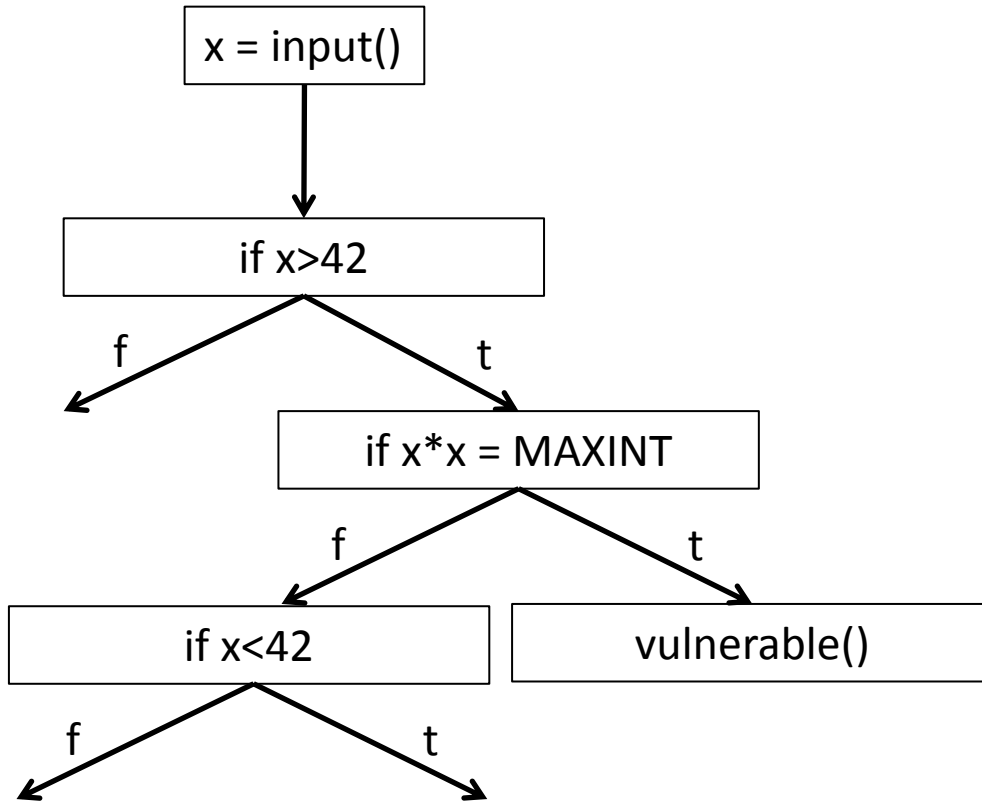 x = input()
if x>42
f
t
if x*x = MAXINT
f
t
if x<42
vulnerable()
f
t